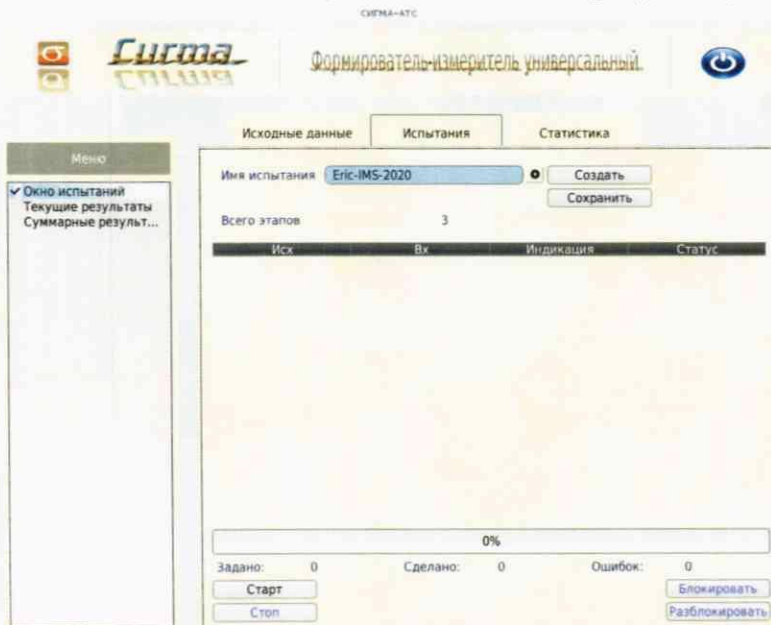 СИГМА-АТС
σ Сигма Формирователь-измеритель универсальный
Исходные данные Испытания Статистика
Меню
Окно испытаний
Текущие результаты
Суммарные результ...
Имя испытания Eric-IMS-2020 Создать
Сохранить
Всего этапов 3
Исх Вх Индикация Статус
0%
Задано: 0 Сделано: 0 Ошибок: 0
Старт Блокировать
Стоп Разблокировать